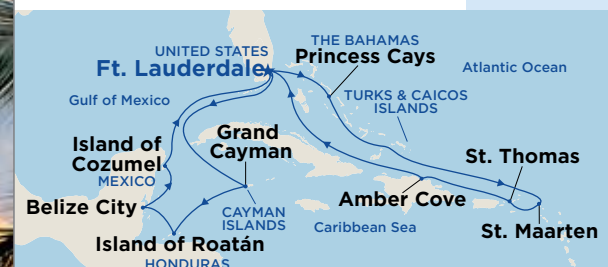 THE BAHAMAS
UNITED STATES
Princess Cays
Ft. Lauderdale
Atlantic Ocean
Gulf of Mexico
TURKS & CAICOS
ISLANDS
Grand
Cayman
Island of
Cozumel
St. Thomas
MEXICO
Belize City
Amber Cove
CAYMAN
ISLANDS
Caribbean Sea
St. Maarten
Island of Roatán
HONDURAS